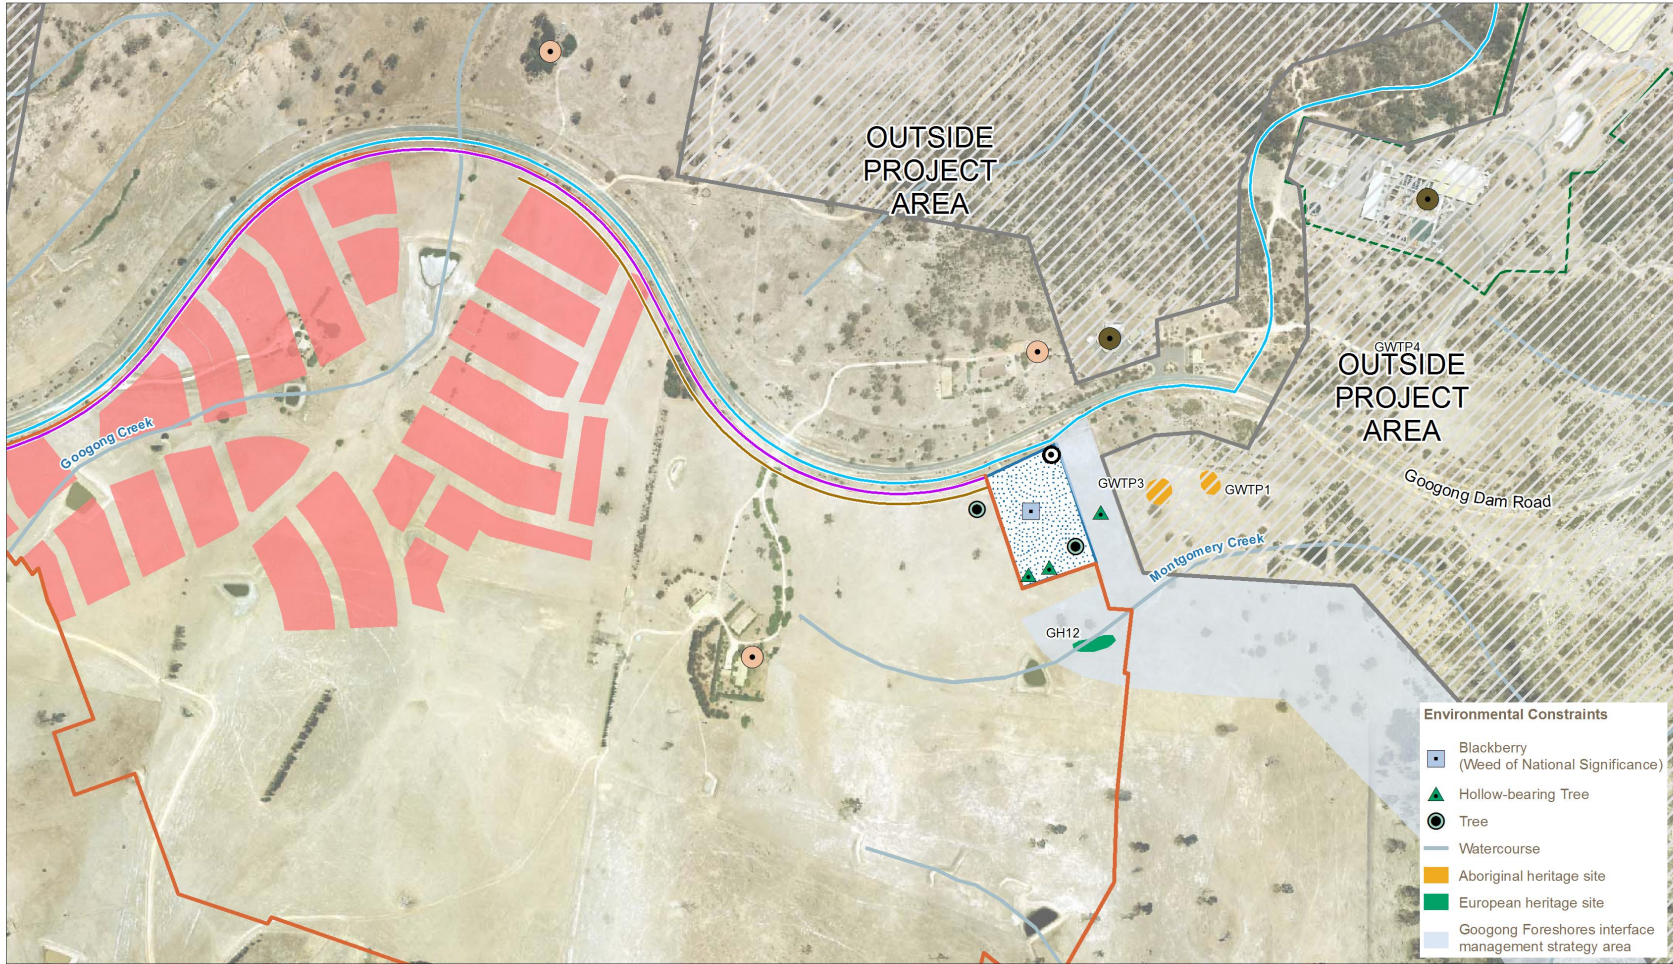 OUTSIDE
PROJECT
AREA
GWTP4
OUTSIDE
PROJECT
AREA
Googong Creek
GWTP3
GWTP1
Googong Dam Road
Montgomery Creek
GH12
Environmental Constraints
Blackberry
(Weed of National Significance)
Hollow-bearing Tree
Tree
Watercourse
Aboriginal heritage site
European heritage site
Googong Foreshores interface
management strategy area